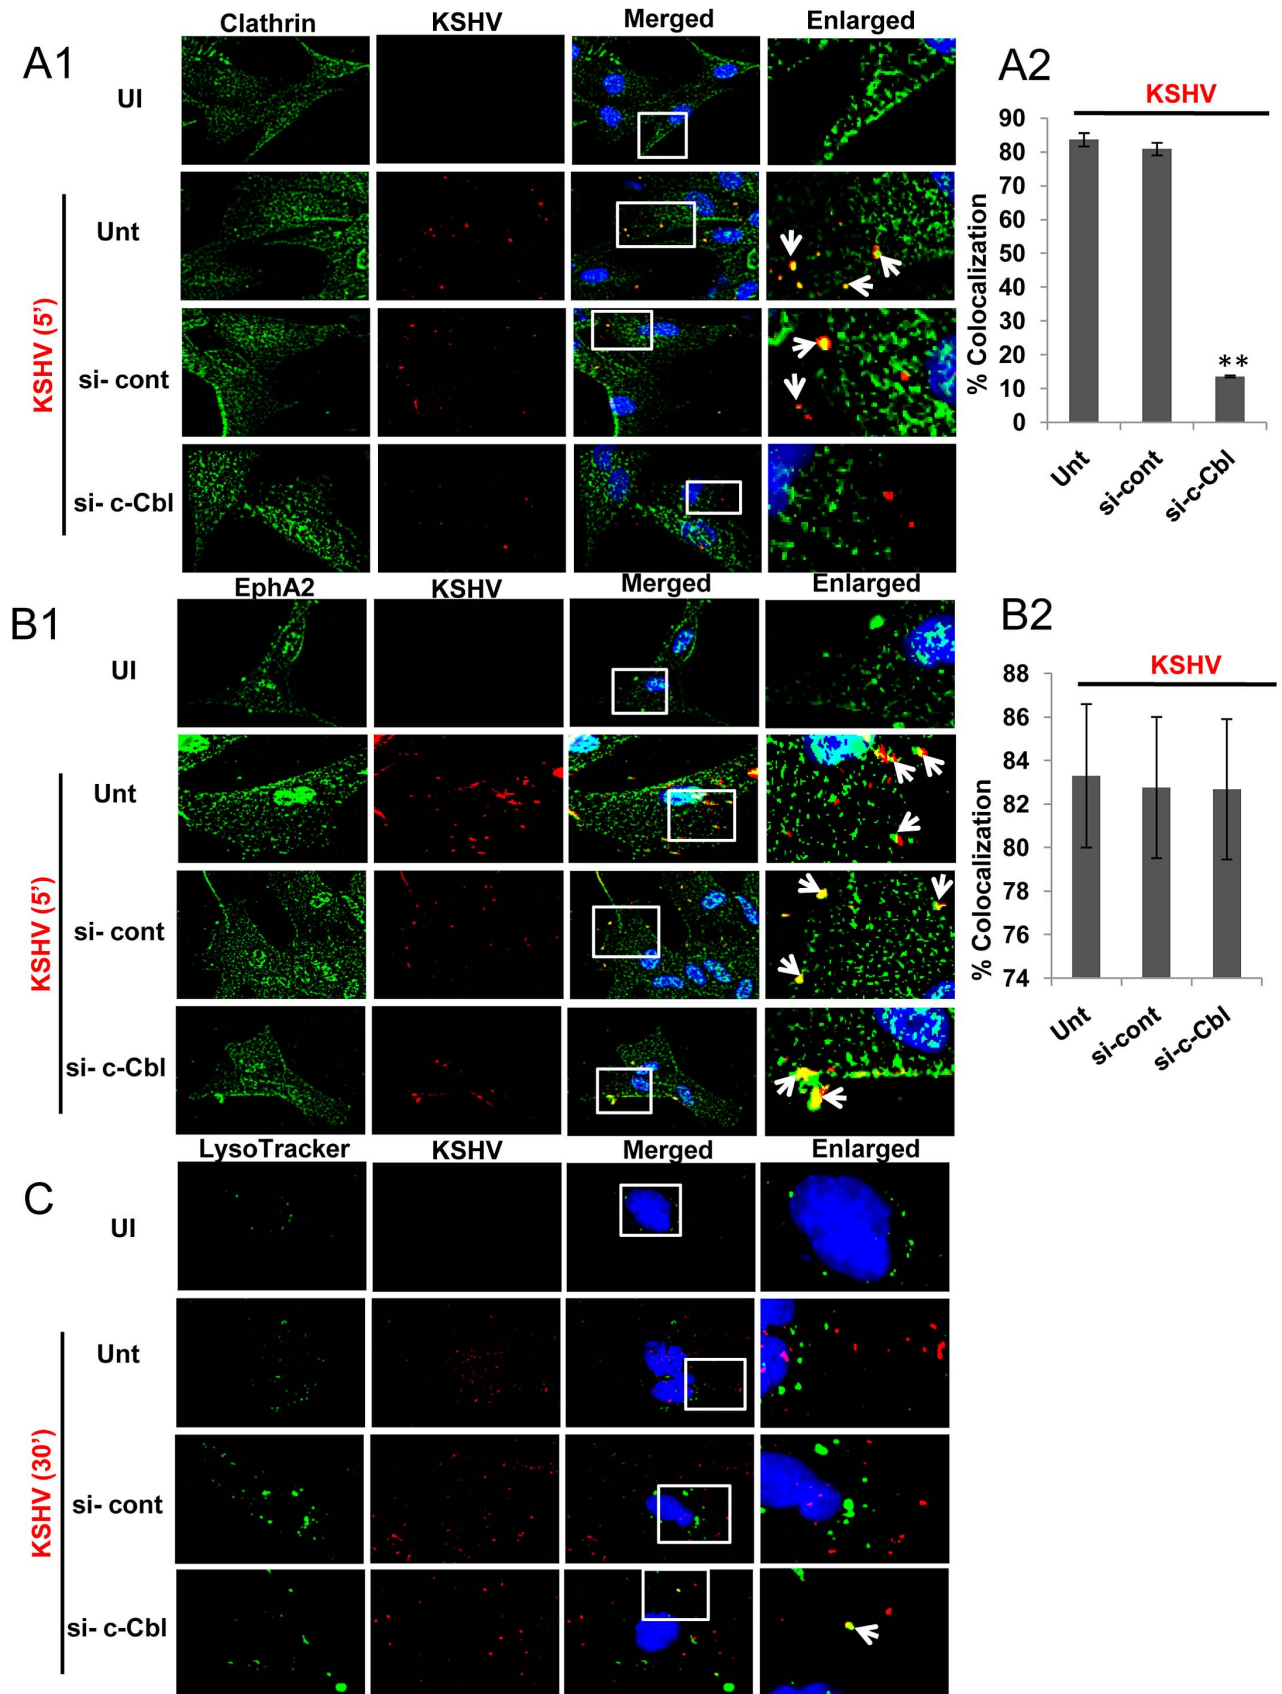 Clathrin KSHV Merged Enlarged
A1
UI
Unt
si- cont
si- c-Cbl
KSHV (5’)
A2
KSHV
90
80
70
60
50
40
30
20
10
0
% Colocalization
**
Unt si-cont si-c-Cbl
EphA2 KSHV Merged Enlarged
B1
UI
Unt
si- cont
si- c-Cbl
KSHV (5’)
B2
KSHV
88
86
84
82
80
78
76
74
% Colocalization
Unt si-cont si-c-Cbl
LysoTracker KSHV Merged Enlarged
C
UI
Unt
si- cont
si- c-Cbl
KSHV (30’)